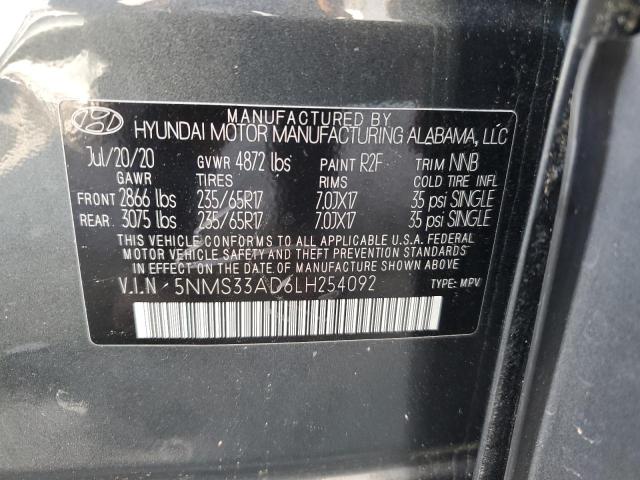 MANUFACTURED BY
HYUNDAI MOTOR MANUFACTURING ALABAMA, LLC
Jul/20/20 GVWR 4872 lbs PAINT R2F TRIM NNB
GAWR TIRES RIMS COLD TIRE INFL
FRONT 2866 lbs 235/65R17 7.0JX17 35 psi SINGLE
REAR. 3075 lbs 235/65R17 7.0JX17 35 psi SINGLE
THIS VEHICLE CONFORMS TO ALL APPLICABLE U.S.A. FEDERAL
MOTOR VEHICLE SAFETY AND THEFT PREVENTION STANDARDS
IN EFFECT ON THE DATE OF MANUFACTURE SHOWN ABOVE.
V.I.N : 5NMS33AD6LH254092 TYPE: MPV